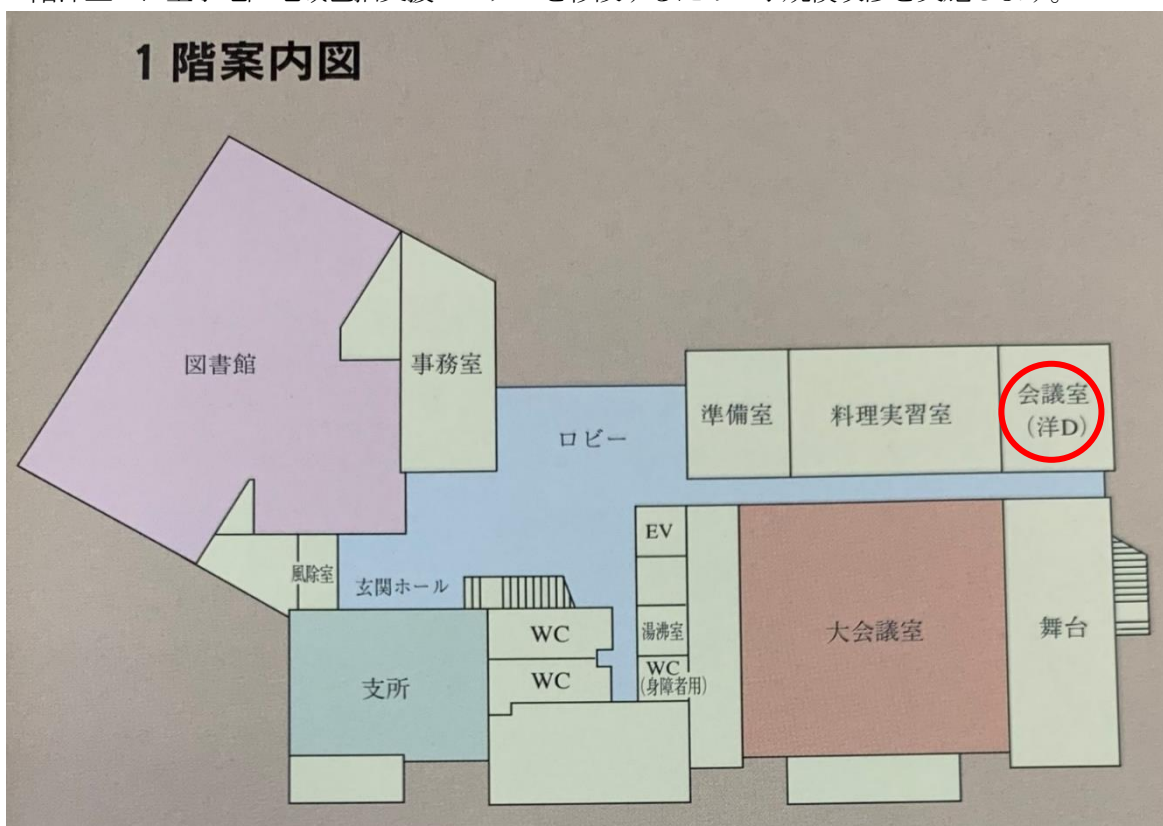 1 階案内図
図書館
事務室
ロビー
準備室
料理実習室
会議室
(洋D)
風除室
玄関ホール
EV
湯沸室
WC
(身障者用)
WC
WC
支所
大会議室
舞台